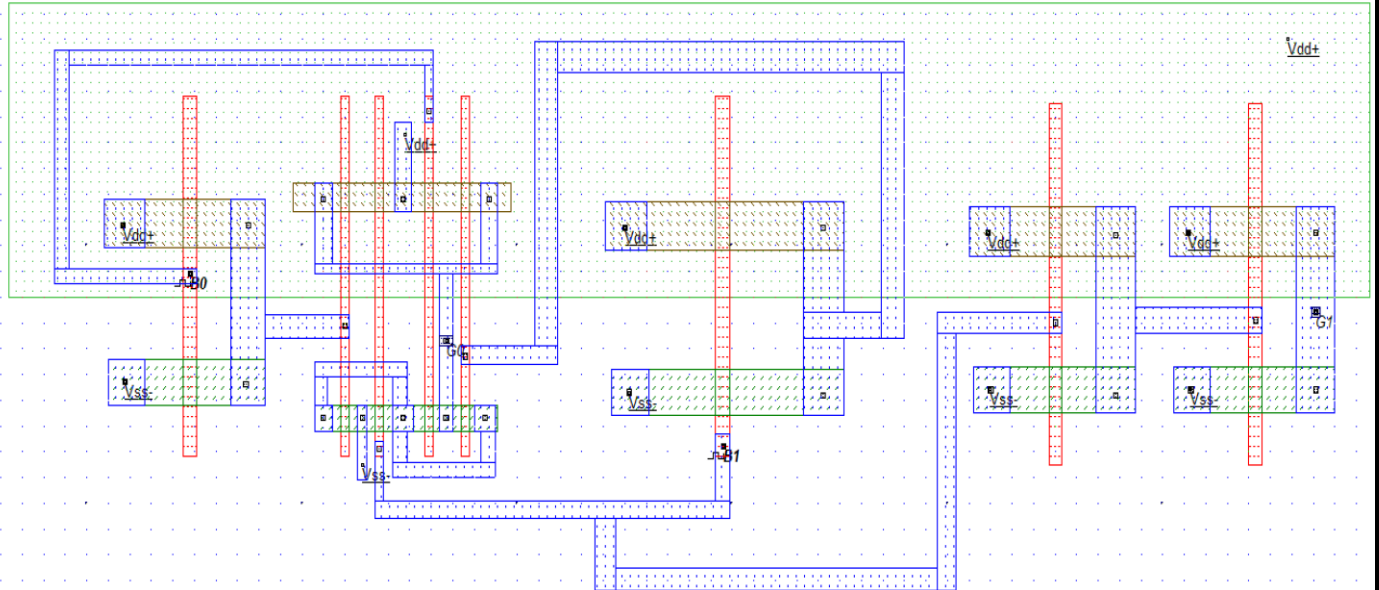 Vdd+
Vdd+
Vdd+
Vdd+
Vdd+
Vdd+
B0
G0
G1
Vss-
Vss-
Vss-
Vss-
B1
Vss-